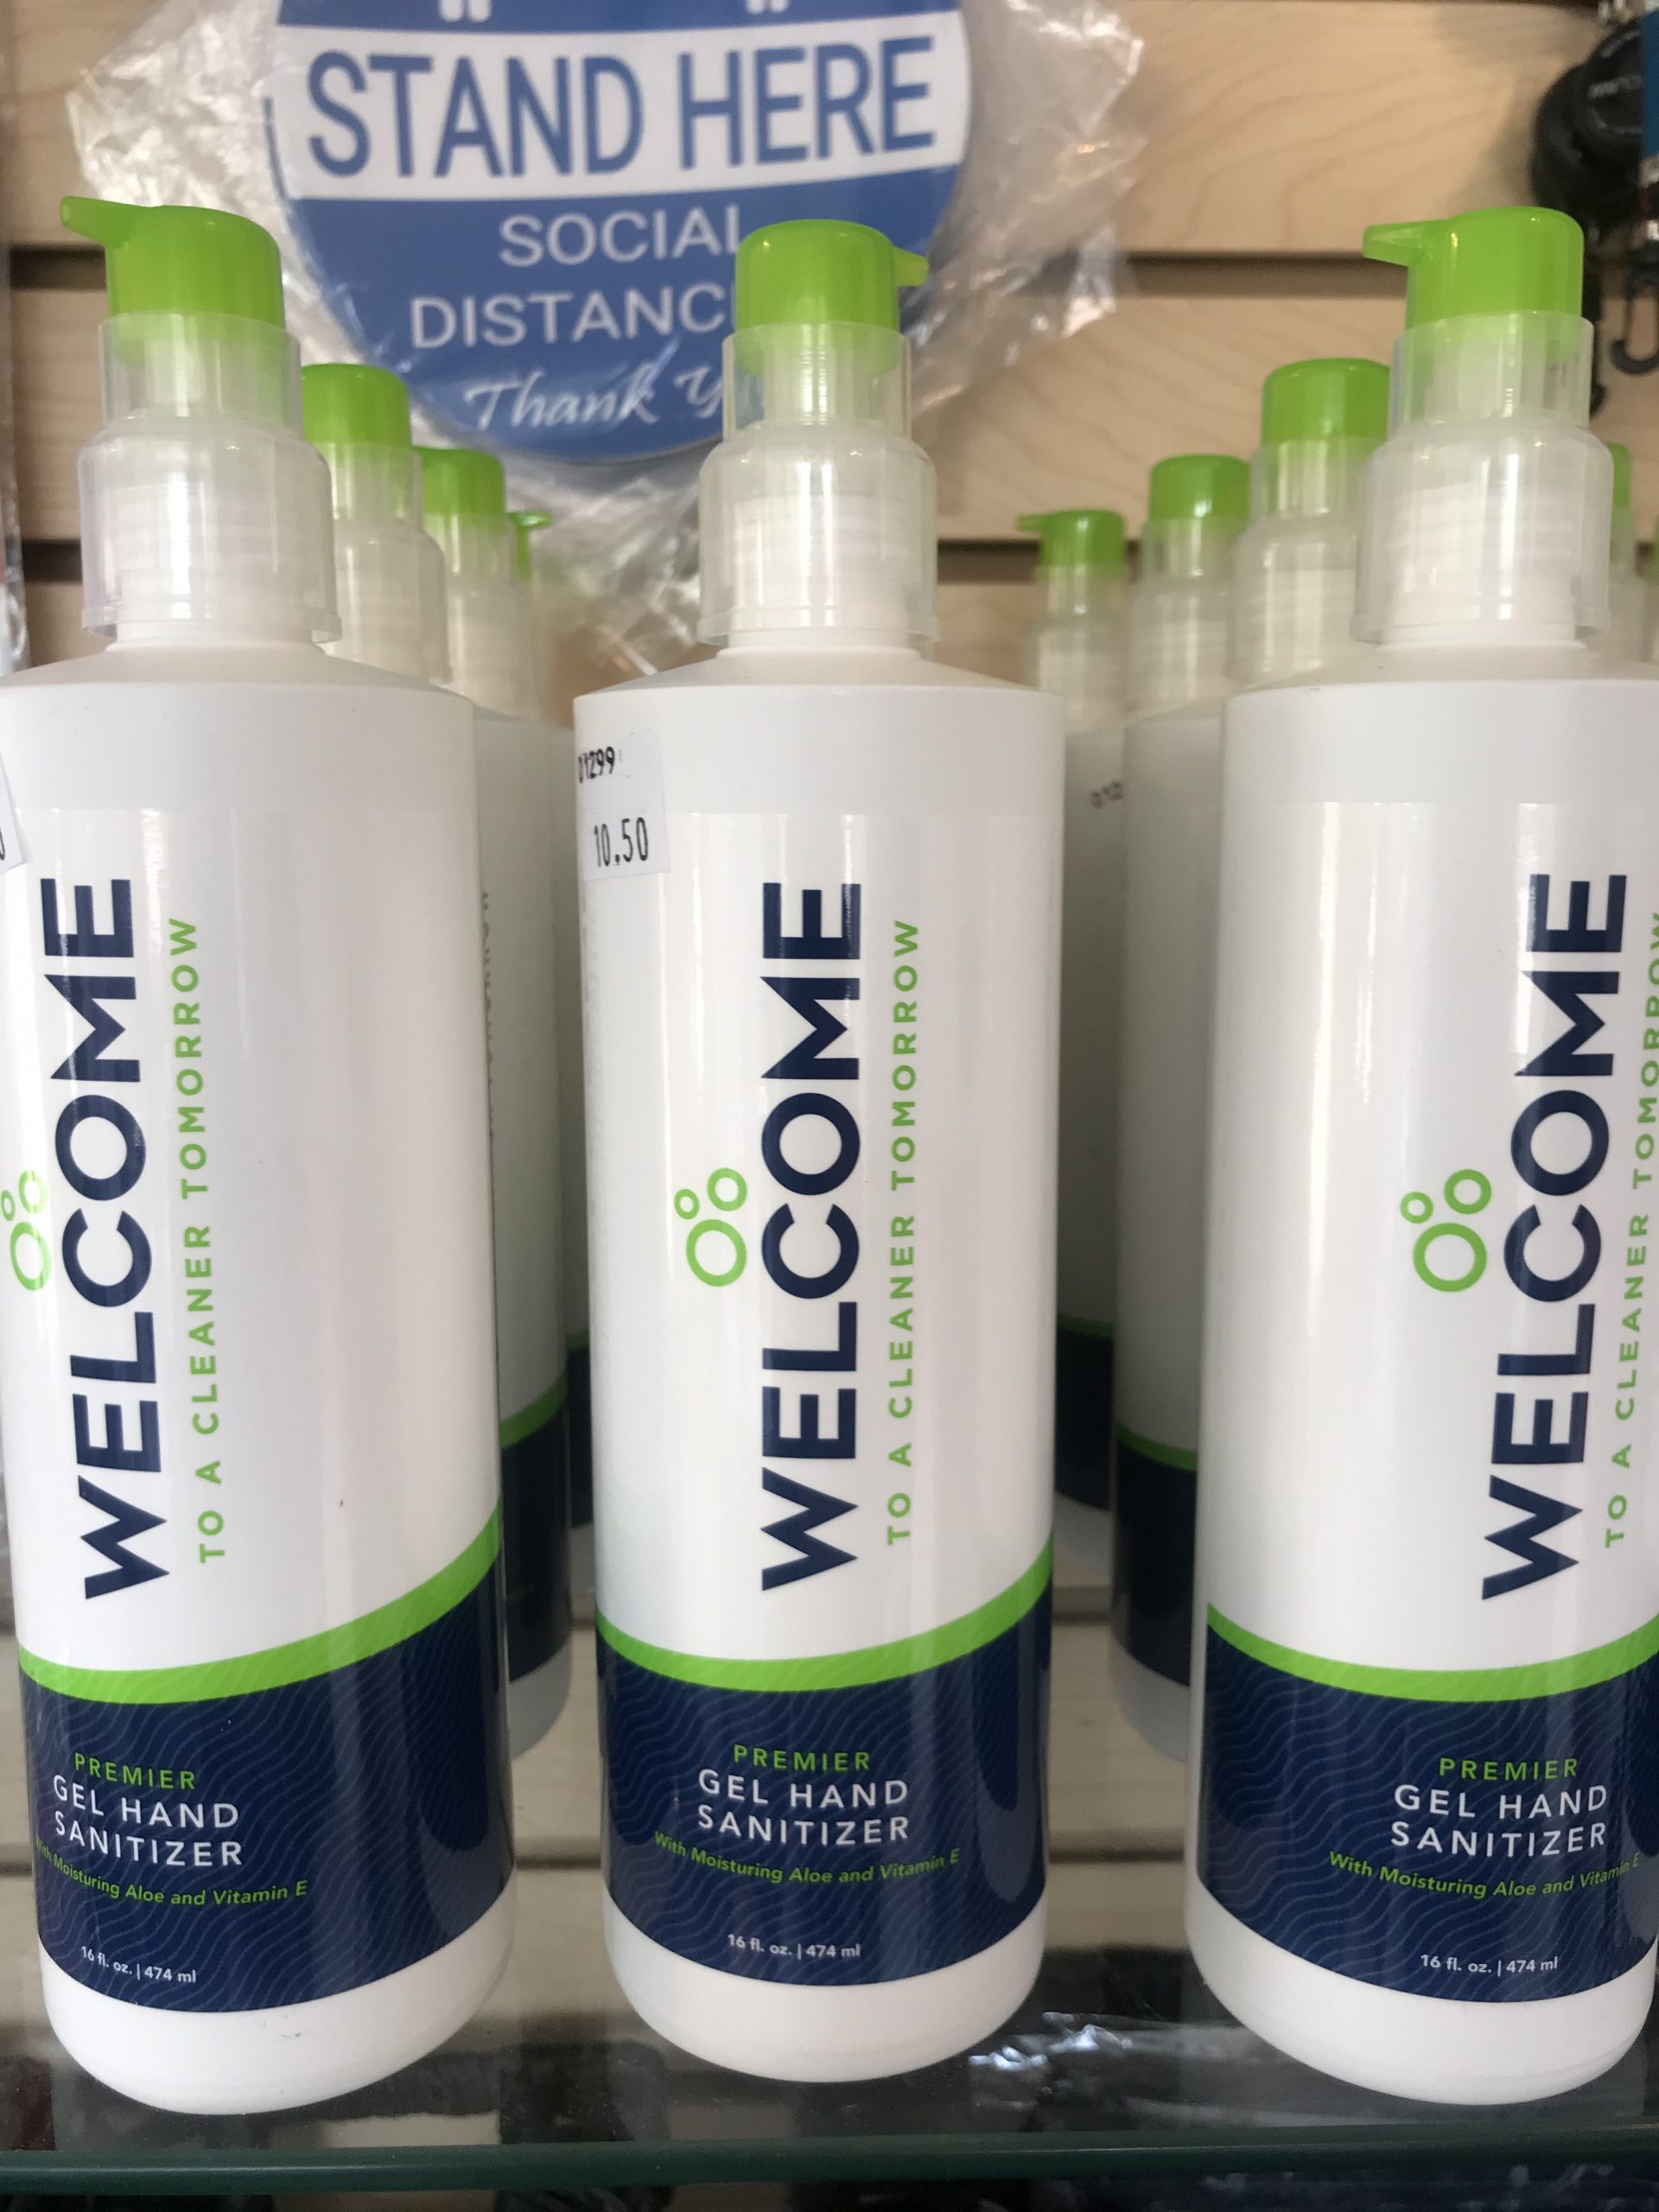 STAND HERE
SOCIAL
DISTANC
Thank Y
01299
10.50
WELCOME
TO A CLEANER TOMORROW
PREMIER
GEL HAND
SANITIZER
Moisturing Aloe and Vitamin E
16 fl. oz. | 474 ml
WELCOME
TO A CLEANER TOMORROW
PREMIER
GEL HAND
SANITIZER
With Moisturing Aloe and Vitamin E
16 fl. oz. | 474 ml
WELCOME
TO A CLEANER TOMORROW
PREMIER
GEL HAND
SANITIZER
With Moisturing Aloe and Vitamin E
16 fl. oz. | 474 ml